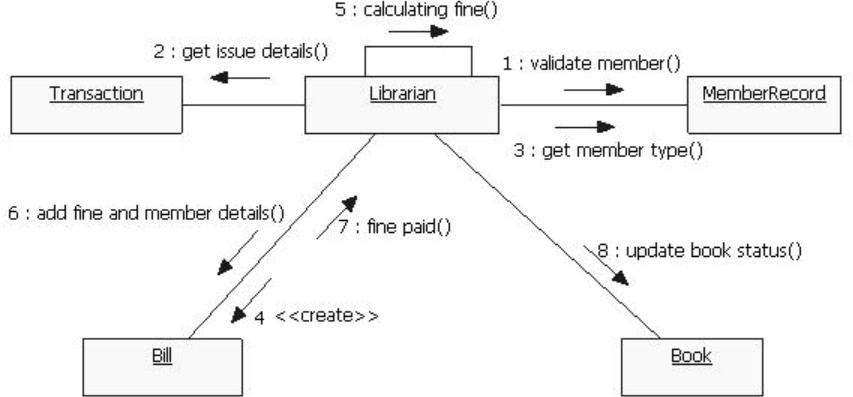 5 : calculating fine()
2 : get issue details()
1 : validate member()
Transaction
Librarian
MemberRecord
3 : get member type()
6 : add fine and member details()
7 : fine paid()
8 : update book status()
4 <<create>>
Bill
Book